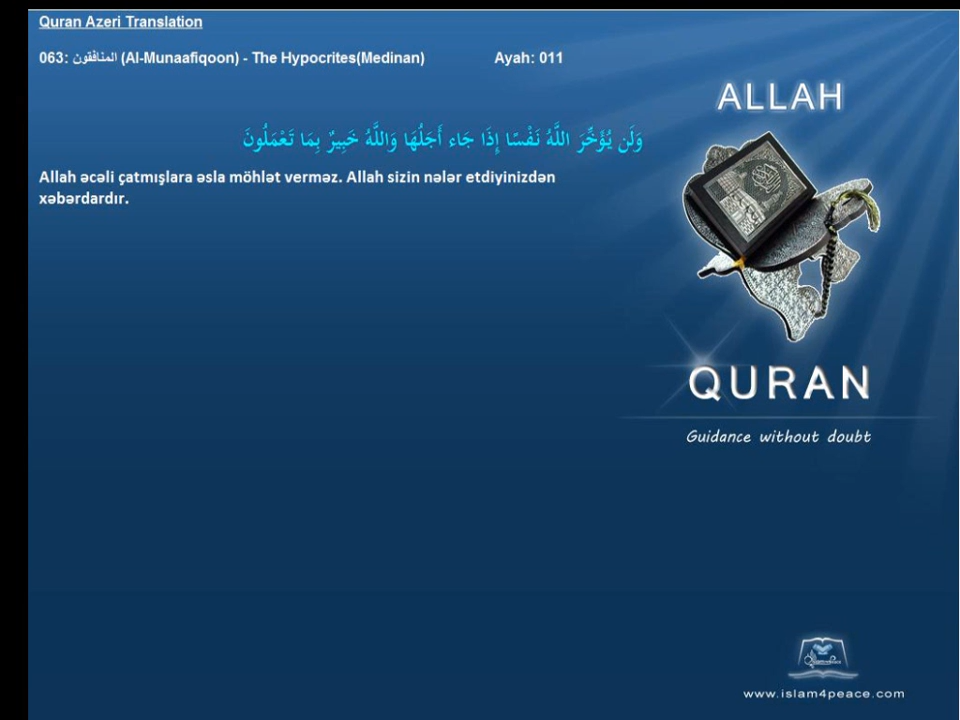 Quran Azeri Translation
063: المنافقون (Al-Munaafiqoon) - The Hypocrites(Medinan) Ayah: 011
وَلَن يُؤَخِّرَ اللَّهُ نَفْسًا إِذَا جَاء أَجَلُهَا وَاللَّهُ خَبِيرٌ بِمَا تَعْمَلُونَ
Allah əcəli çatmışlara əsla möhlət verməz. Allah sizin nələr etdiyinizdən
xəbərdardır.
ALLAH
QURAN
Guidance without doubt
www.islam4peace.com